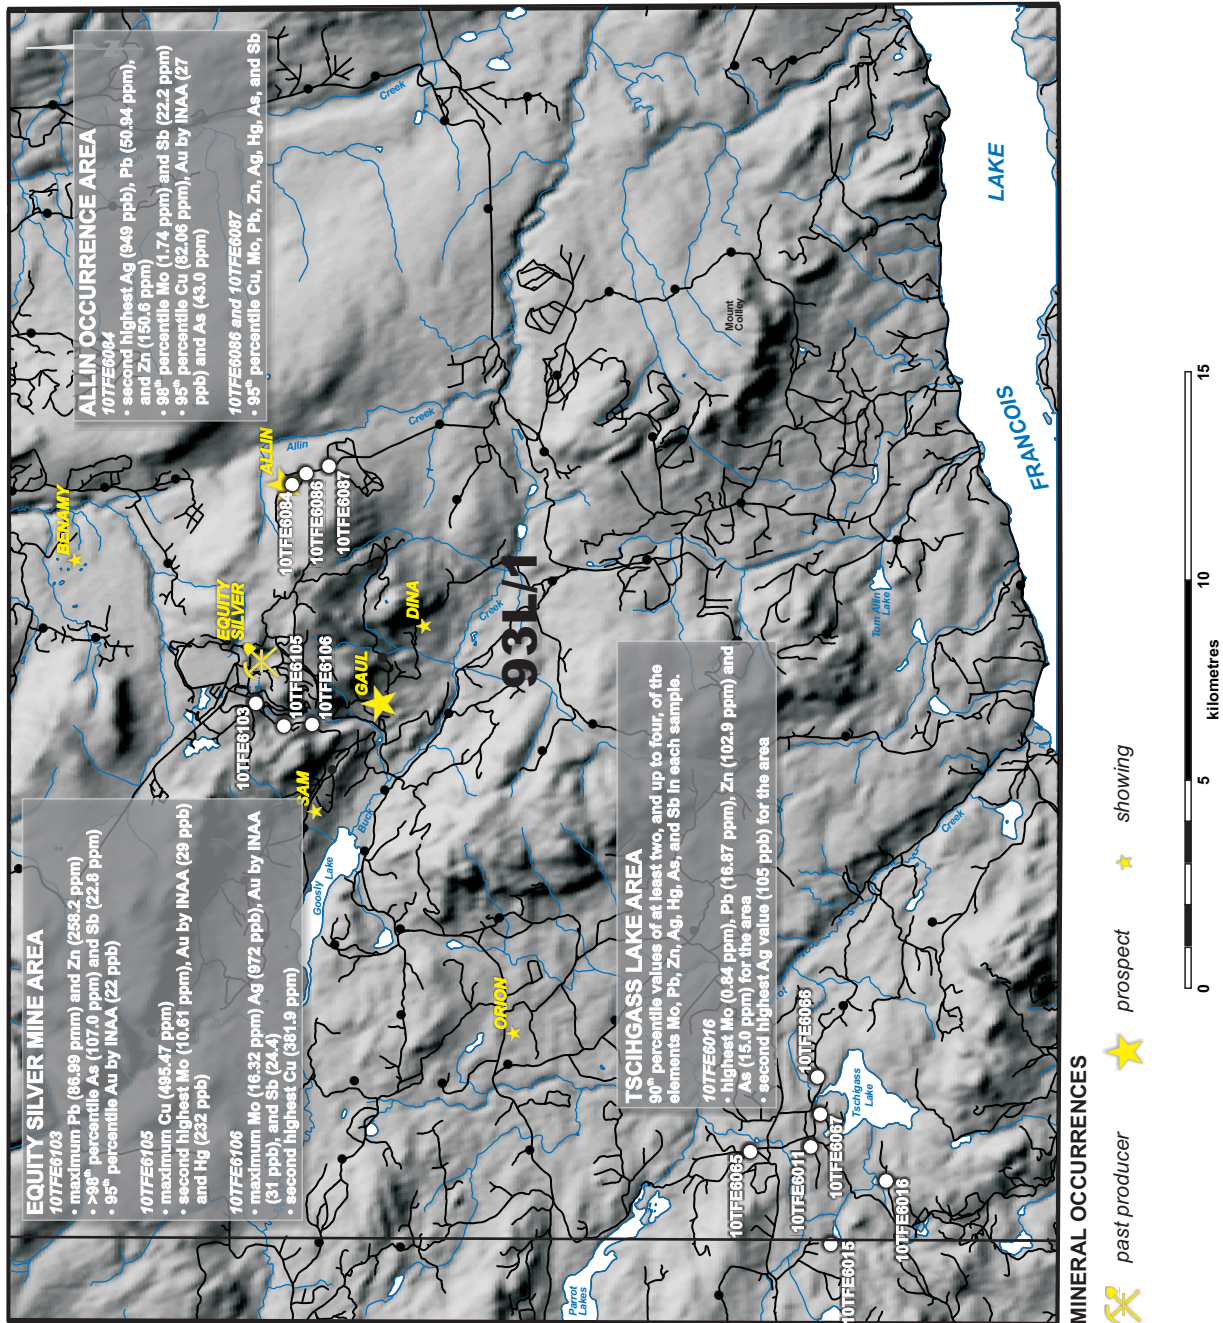 EQUITY SILVER MINE AREA
10TFE6103
• maximum Pb (86.99 pmm) and Zn (258.2 ppm)
• >98th percentile As (107.0 ppm) and Sb (22.8 ppm)
• 95th percentile Au by INAA (22 ppb)
10TFE6105
• maximum Cu (495.47 ppm)
• second highest Mo (10.61 ppm), Au by INAA (29 ppb)
and Hg (232 ppb)
10TFE6106
• maximum Mo (16.32 ppm) Ag (972 ppb), Au by INAA
(31 ppb), and Sb (24.4)
• second highest Cu (381.9 ppm)
ALLIN OCCURRENCE AREA
10TFE6084
• second highest Ag (949 ppb), Pb (50.94 ppm),
and Zn (150.6 ppm)
• 98th percentile Mo (1.74 ppm) and Sb (22.2 ppm)
• 95th percentile Cu (82.06 ppm), Au by INAA (27
ppb) and As (43.0 ppm)
10TFE6086 and 10TFE6087
• 95th percentile Cu, Mo, Pb, Zn, Ag, Hg, As, and Sb
BENAMY
EQUITY
SILVER
ALLIN
Allin
Creek
Creek
10TFE6103
10TFE6105
10TFE6106
10TFE6084
10TFE6086
10TFE6087
SAM
GAUL
DINA
Goosly
Lake
Buck
Creek
ORION
93L/1
TSCIHGASS LAKE AREA
90th percentile values of at least two, and up to four, of the
elements Mo, Pb, Zn, Ag, Hg, As, and Sb in each sample.
10TFE6016
• highest Mo (0.84 ppm), Pb (16.87 ppm), Zn (102.9 ppm) and
As (15.0 ppm) for the area
• second highest Ag value (105 ppb) for the area
Mount
Colley
Parrot
Lakes
10TFE6065
10TFE6011
10TFE6067
10TFE6066
10TFE6015
10TFE6016
Tschigass
Lake
Creek
Tom Allin
Lake
FRANCOIS
LAKE
MINERAL OCCURRENCES
past producer
prospect
showing
0
5
10
15
kilometres